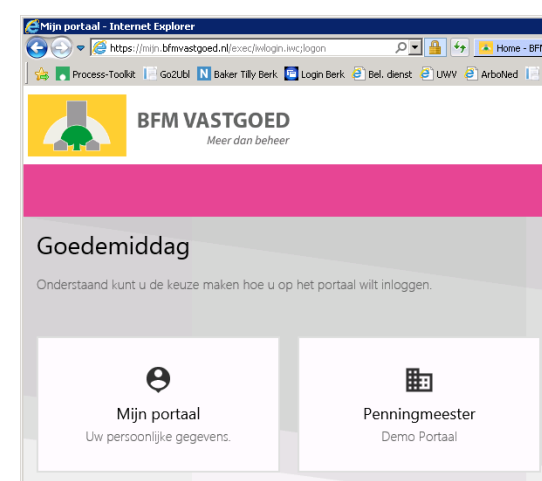 Mijn portaal - Internet Explorer
https://mijn.bfmvastgoed.nl/exec/iwlogin.iwc;logon
Home - BFM
Process-Toolkit Go2Ubl Baker Tilly Berk Login Berk Bel. dienst UWV ArboNed
BFM VASTGOED
Meer dan beheer
Goedemiddag
Onderstaand kunt u de keuze maken hoe u op het portaal wilt inloggen.
Mijn portaal
Uw persoonlijke gegevens.
Penningmeester
Demo Portaal